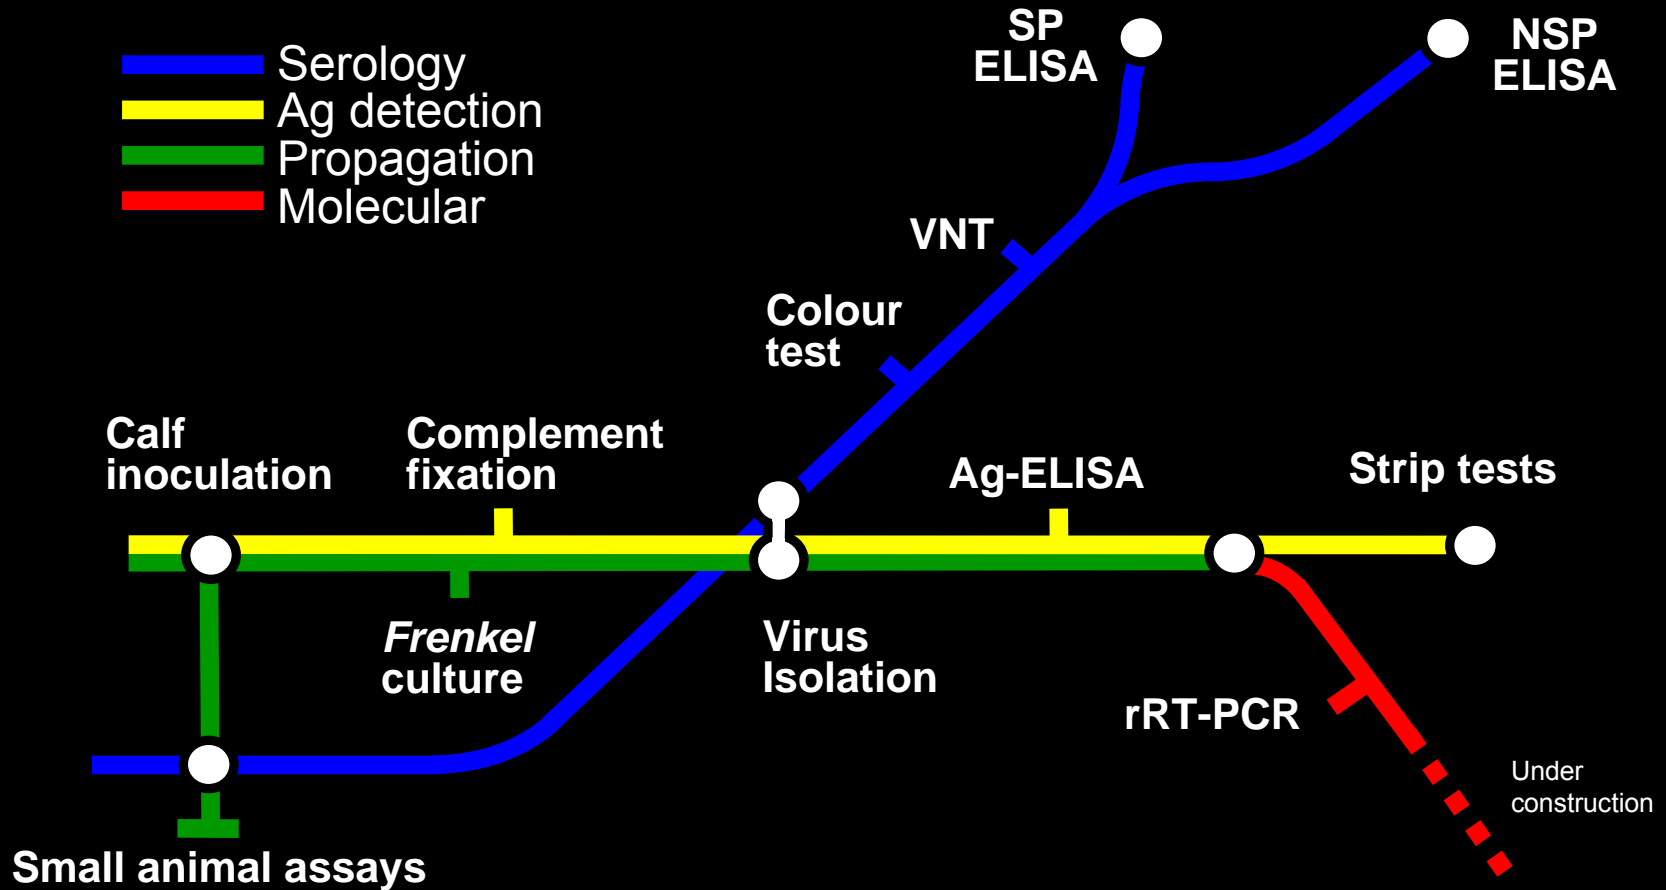 SP
ELISA
NSP
ELISA
Serology
Ag detection
Propagation
Molecular
VNT
Colour
test
Calf
inoculation
Complement
fixation
Ag-ELISA
Strip tests
Frenkel
culture
Virus
Isolation
rRT-PCR
Under
construction
Small animal assays